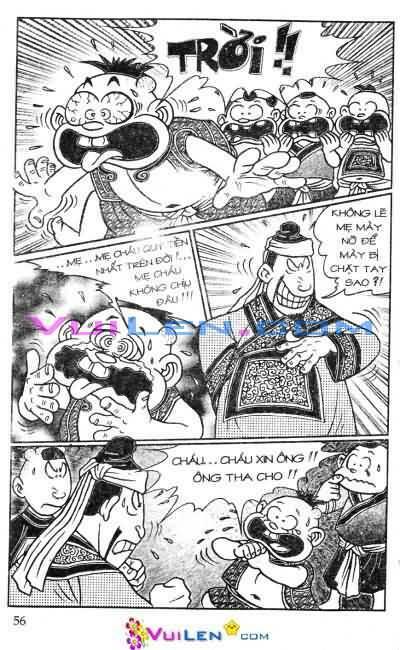 TRỜI!!
...MẸ...MẸ CHÁU QUÝ TIỀN
NHẤT TRÊN ĐỜI!...
MẸ CHÁU
KHÔNG CHỊU
ĐÂU!!!
KHÔNG LẼ
MẸ MÀY
NỠ ĐỂ
MÀY BỊ
CHẶT TAY
SAO?!
VUILEN.COM
CHÁU...CHÁU XIN ÔNG!!
ÔNG THA CHO!!
56
VUILEN.COM